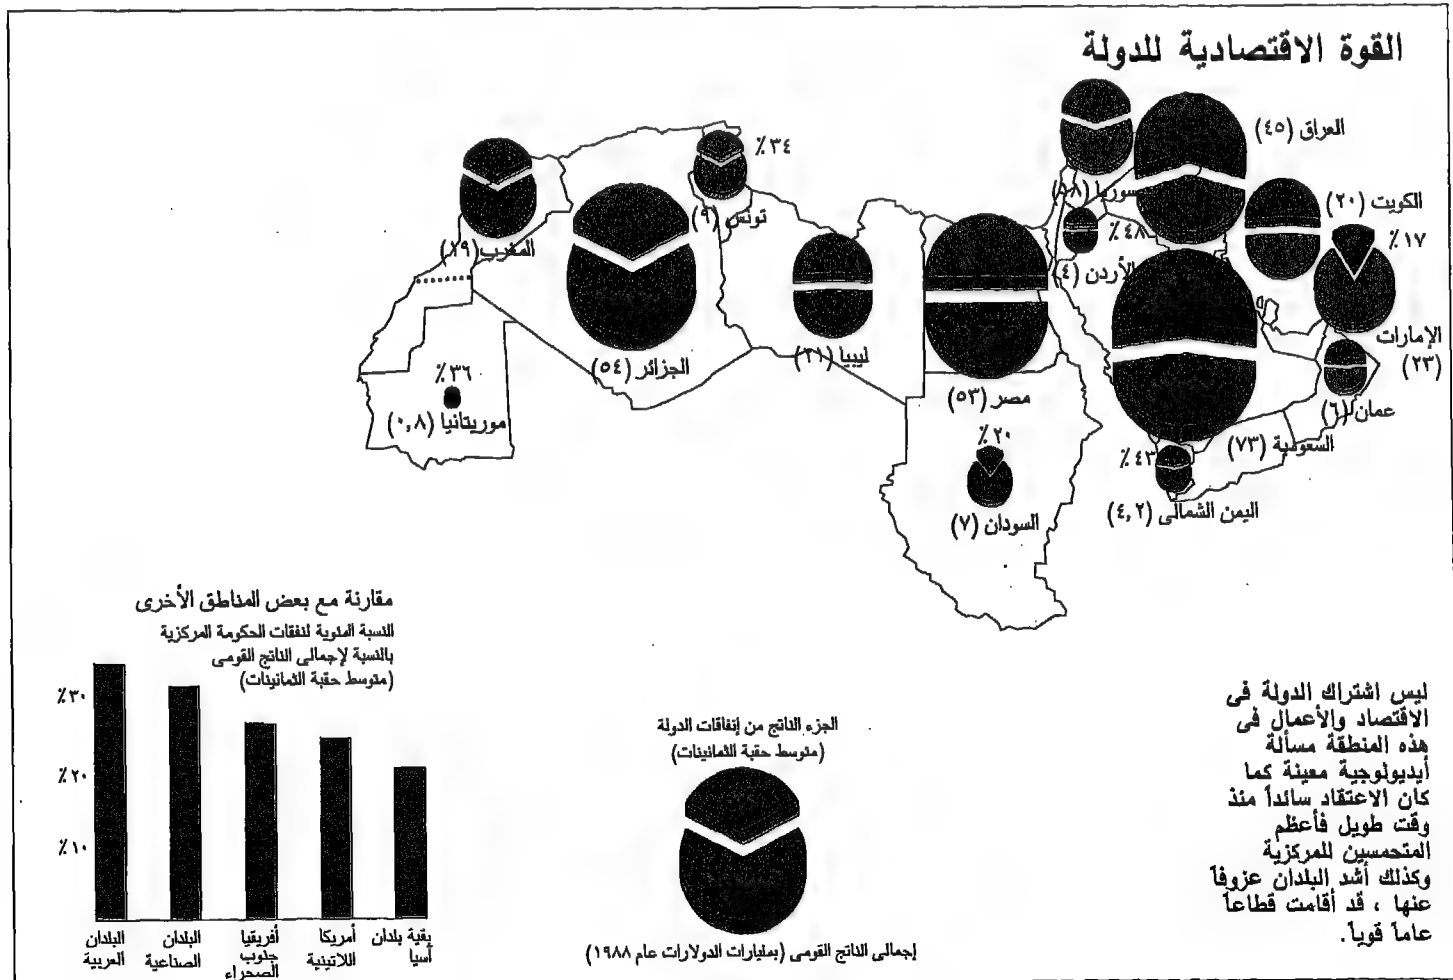 القوة الاقتصادية للدولة
العراق (٤٥)
الكويت (٢٠)
٪١٧
الإمارات
(٢٣)
عمان (٦)
السعودية (٧٣)
٪٤٣
اليمن الشمالى (٤,٢)
سوريا
٪٤٨
الأردن (٤)
مصر (٥٣)
٪٢٠
السودان (٧)
ليبيا
٪٣٤
تونس (٩)
الجزائر (٥٤)
المغرب (١٩)
٪٣٦
موريتانيا (٠,٨)
ليس اشتراك الدولة فى
الاقتصاد والأعمال فى
هذه المنطقة مسألة
أيديولوجية معينة كما
كان الاعتقاد سائداً منذ
وقت طويل فأعظم
المتحمسين للمركزية
وكذلك أشد البلدان عزوفاً
عنها ، قد أقامت قطاعاً
عاماً قوياً.
الجزء الناتج من إنفاقات الدولة
(متوسط حقبة الثمانينات)
إجمالى الناتج القومى (بمليارات الدولارات عام ١٩٨٨)
مقارنة مع بعض المناطق الأخرى
النسبة المئوية لنفقات الحكومة المركزية
بالنسبة لإجمالى الناتج القومى
(متوسط حقبة الثمانينات)
٪٣٠
٪٢٠
٪١٠
بقية بلدان
آسيا
أمريكا
اللاتينية
أفريقيا
جنوب
الصحراء
البلدان
الصناعية
البلدان
العربية